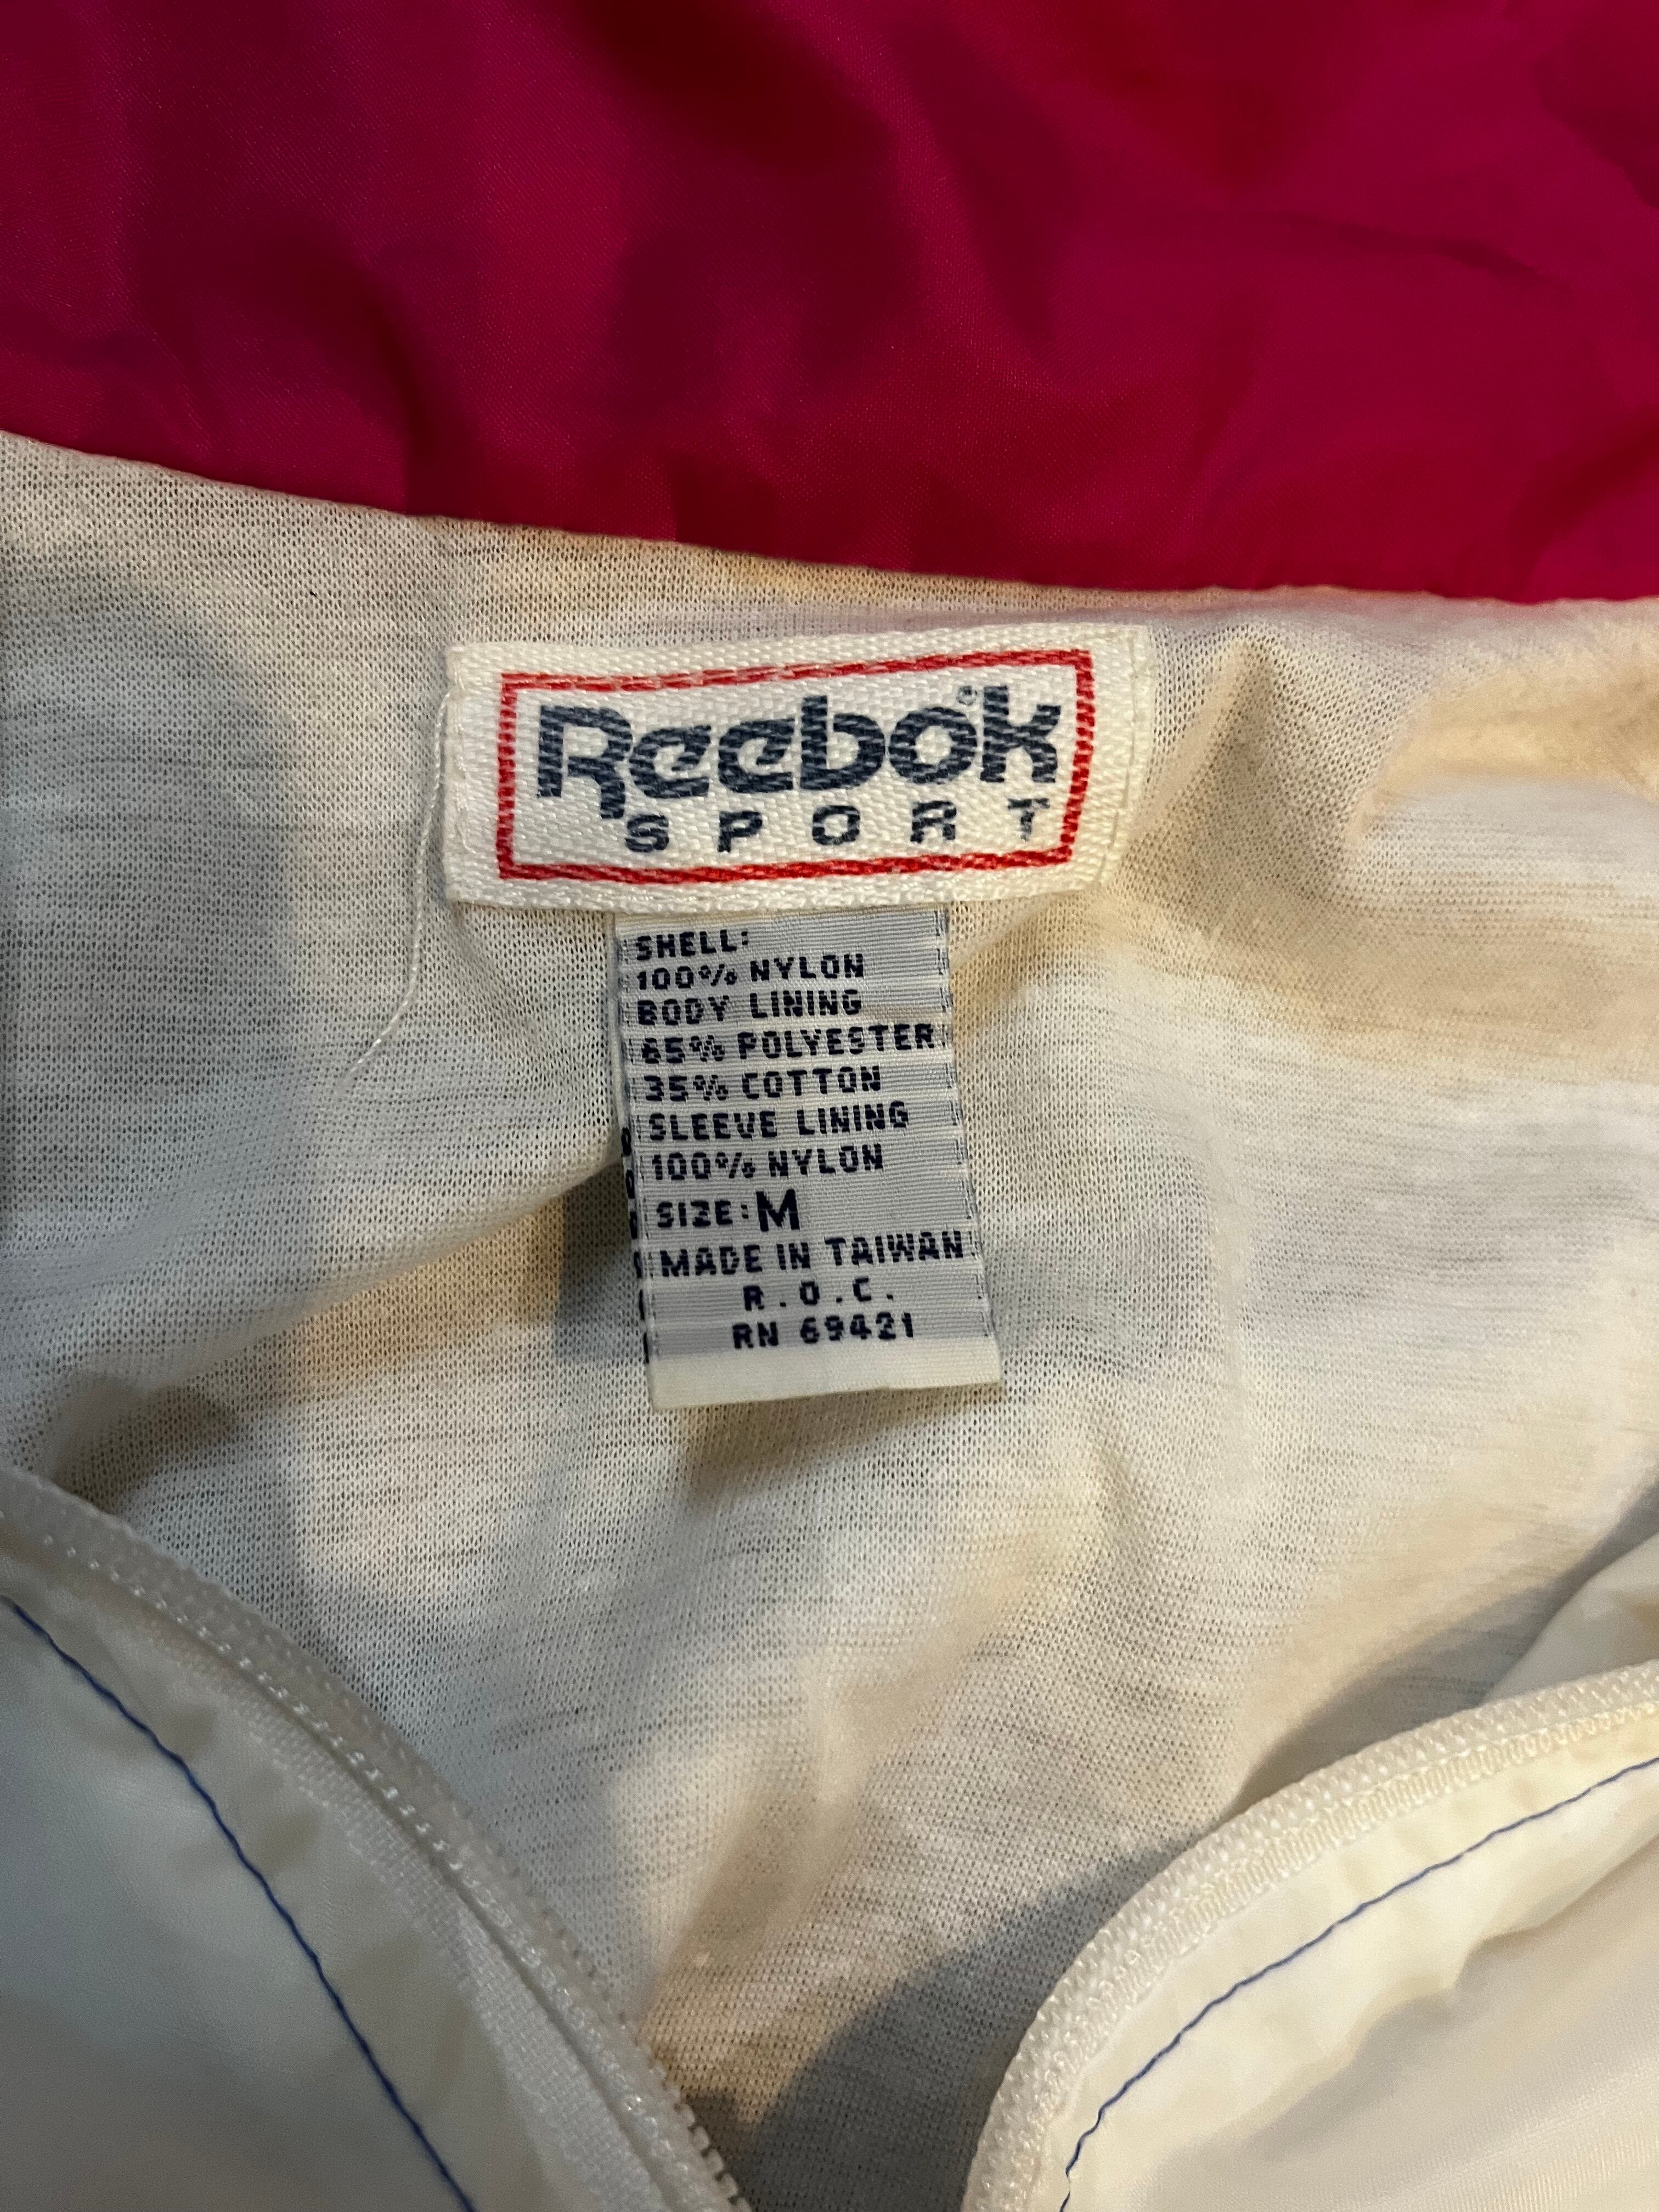 Reebok
SPORT
SHELL:
100% NYLON
BODY LINING
65% POLYESTER
35% COTTON
SLEEVE LINING
100% NYLON
SIZE: M
MADE IN TAIWAN
R.O.C.
RN 69421